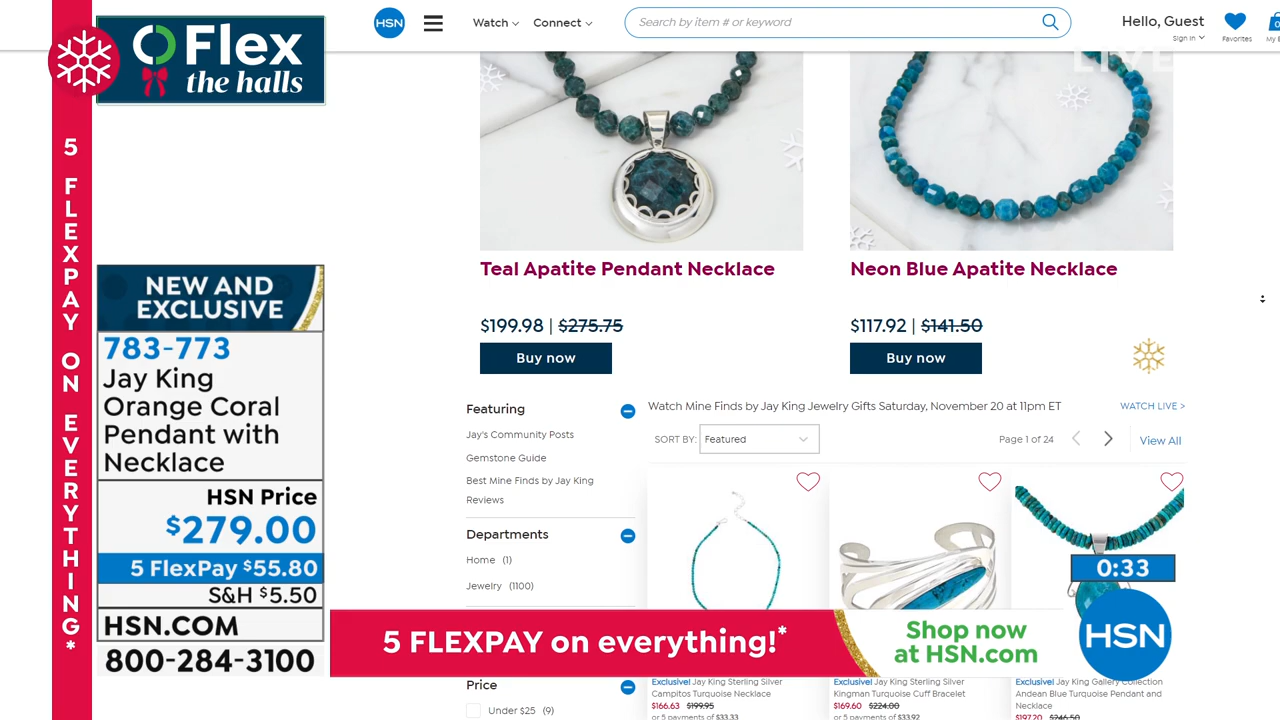 Flex
the halls
5 FLEXPAY ON EVERYTHING*
HSN
Watch
Connect
Search by item # or keyword
Hello, Guest
Sign In
Favorites
0
My
LIVE
Teal Apatite Pendant Necklace
$199.98 | $275.75
Buy now
Neon Blue Apatite Necklace
$117.92 | $141.50
Buy now
NEW AND
EXCLUSIVE
783-773
Jay King
Orange Coral
Pendant with
Necklace
HSN Price
$279.00
5 FlexPay $55.80
S&H $5.50
HSN.COM
800-284-3100
Featuring
Jay's Community Posts
Gemstone Guide
Best Mine Finds by Jay King
Reviews
Departments
Home (1)
Jewelry (1100)
Price
Under $25 (9)
Watch Mine Finds by Jay King Jewelry Gifts Saturday, November 20 at 11pm ET
WATCH LIVE >
SORT BY: Featured
Page 1 of 24
View All
0:33
5 FLEXPAY on everything!*
Shop now
at HSN.com
HSN
Exclusive! Jay King Sterling Silver
Campitos Turquoise Necklace
$166.63 $199.95
or 5 payments of $33.33
Exclusive! Jay King Sterling Silver
Kingman Turquoise Cuff Bracelet
$169.60 $224.00
or 5 payments of $33.92
Exclusive! Jay King Gallery Collection
Andean Blue Turquoise Pendant and
Necklace
$197.20 $246.50